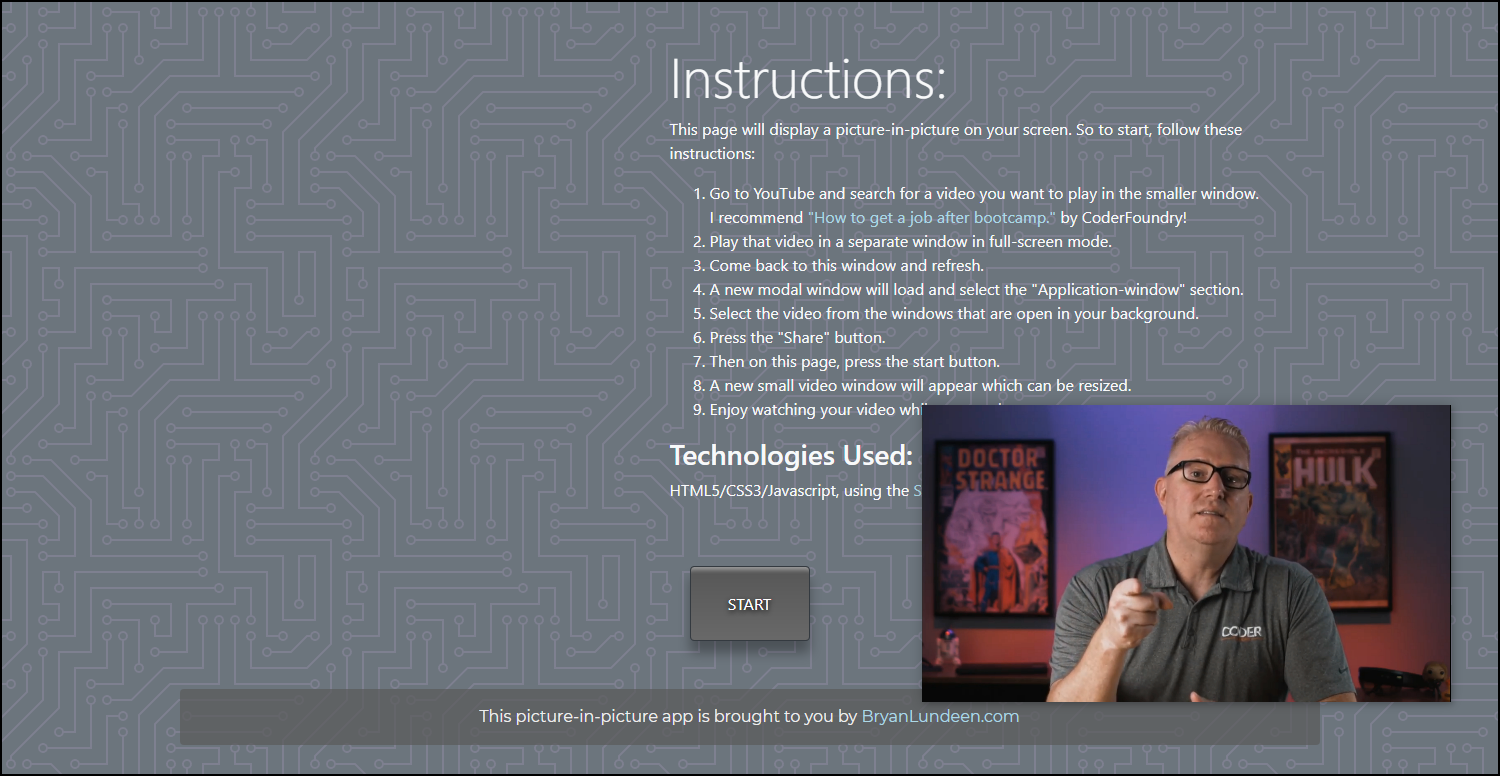 Instructions:
This page will display a picture-in-picture on your screen. So to start, follow these
instructions:
1. Go to YouTube and search for a video you want to play in the smaller window.
I recommend "How to get a job after bootcamp." by CoderFoundry!
2. Play that video in a separate window in full-screen mode.
3. Come back to this window and refresh.
4. A new modal window will load and select the "Application-window" section.
5. Select the video from the windows that are open in your background.
6. Press the "Share" button.
7. Then on this page, press the start button.
8. A new small video window will appear which can be resized.
9. Enjoy watching your video
Technologies Used:
HTML5/CSS3/Javascript, using the
DOCTOR
STRANGE
THE INCREDIBLE
HULK
CODER
START
This picture-in-picture app is brought to you by BryanLundeen.com